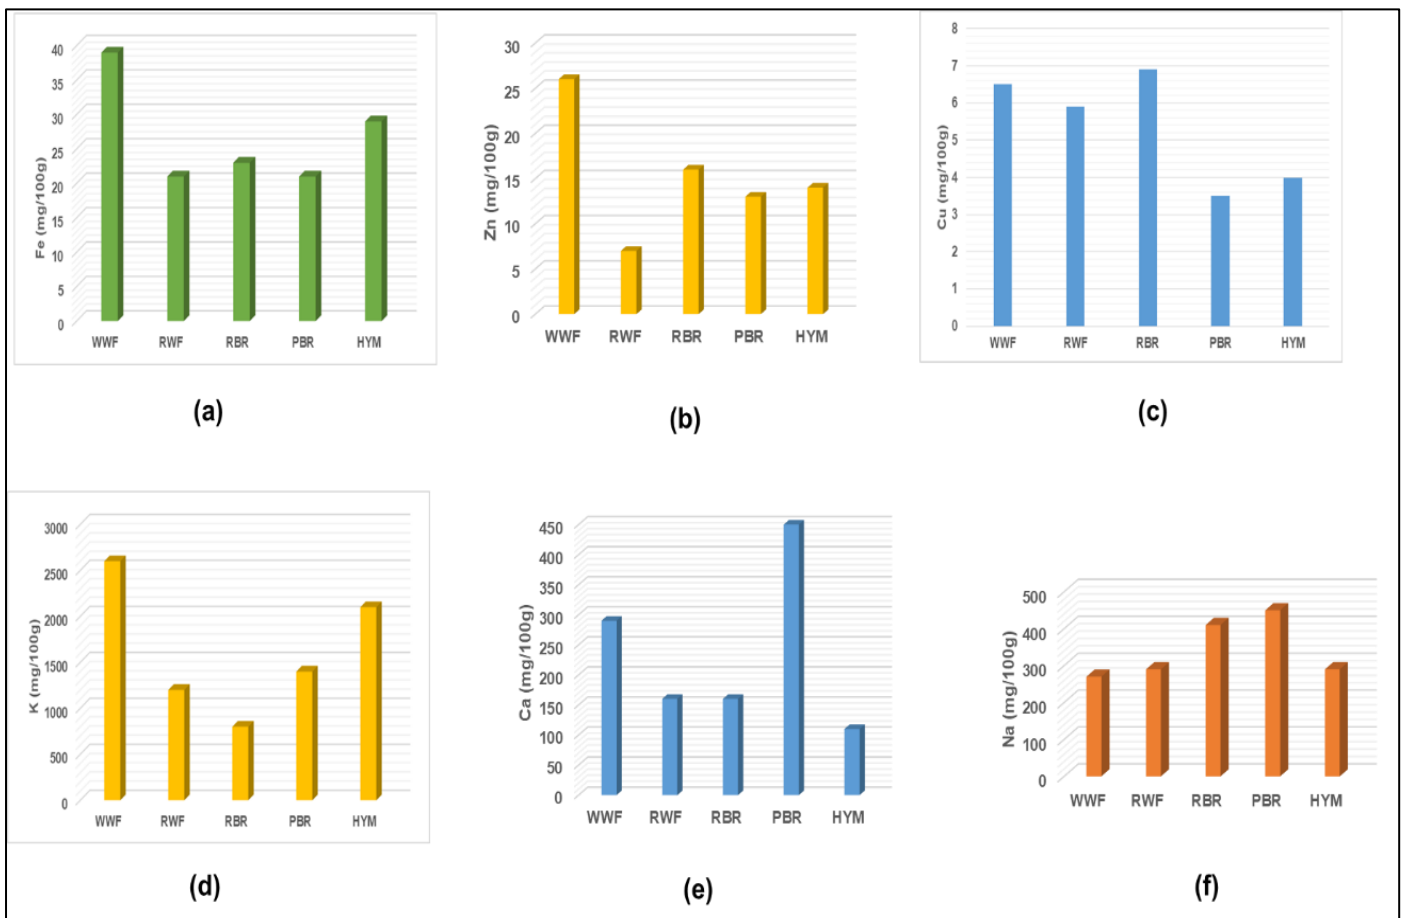 Fe (mg/100g)
40
35
30
25
20
15
10
5
0
WWF RWF RBR PBR HYM
(a)
Zn (mg/100g)
30
25
20
15
10
5
0
WWF RWF RBR PBR HYM
(b)
Cu (mg/100g)
8
7
6
5
4
3
2
1
0
WWF RWF RBR PBR HYM
(c)
K (mg/100g)
3000
2500
2000
1500
1000
500
0
WWF RWF RBR PBR HYM
(d)
Ca (mg/100g)
450
400
350
300
250
200
150
100
50
0
WWF RWF RBR PBR HYM
(e)
Na (mg/100g)
500
400
300
200
100
0
WWF RWF RBR PBR HYM
(f)